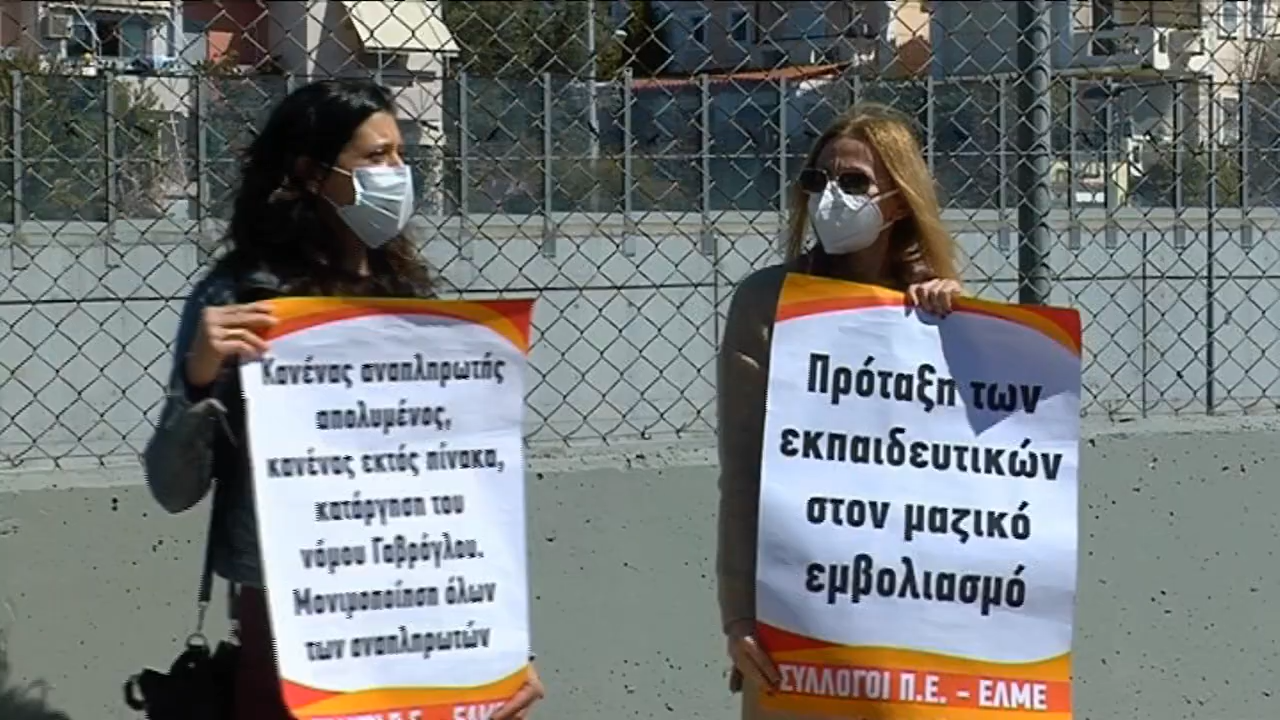 Κανένας αναπληρωτής
απολυμένος,
κανένας εκτός πίνακα,
κατάργηση του
νόμου Γαβρόγλου.
Μονιμοποίηση όλων
των αναπληρωτών
Π.Ε. - ΕΛΜΕ
Πρόταξη των
εκπαιδευτικών
στον μαζικό
εμβολιασμό
ΣΥΛΛΟΓΟΙ Π.Ε. - ΕΛΜΕ